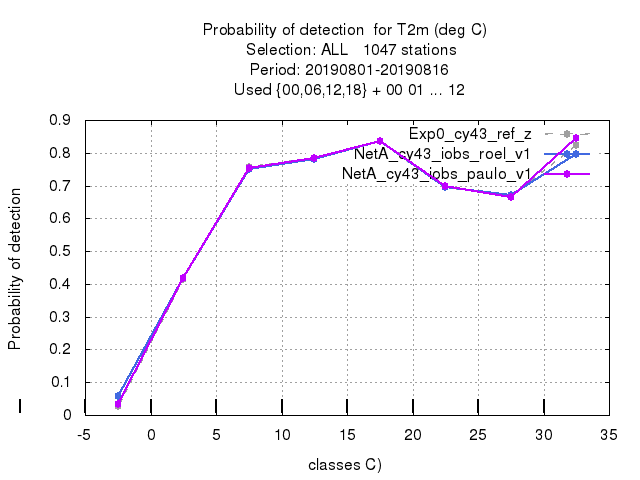 Probability of detection for T2m (deg C)
Selection: ALL 1047 stations
Period: 20190801-20190816
Used {00,06,12,18} + 00 01 ... 12
0.9
0.8
0.7
0.6
0.5
0.4
0.3
0.2
0.1
0
Probability of detection
Exp0_cy43_ref_z
NetA_cy43_iobs_roel_v1
NetA_cy43_iobs_paulo_v1
-5 0 5 10 15 20 25 30 35
classes C)